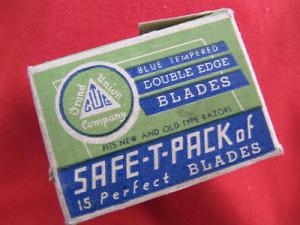 Grand Union
GUC
Company
BLUE TEMPERED
DOUBLE EDGE
BLADES
FITS NEW AND OLD TYPE RAZORS
SAFE-T-PACK of
15 Perfect BLADES